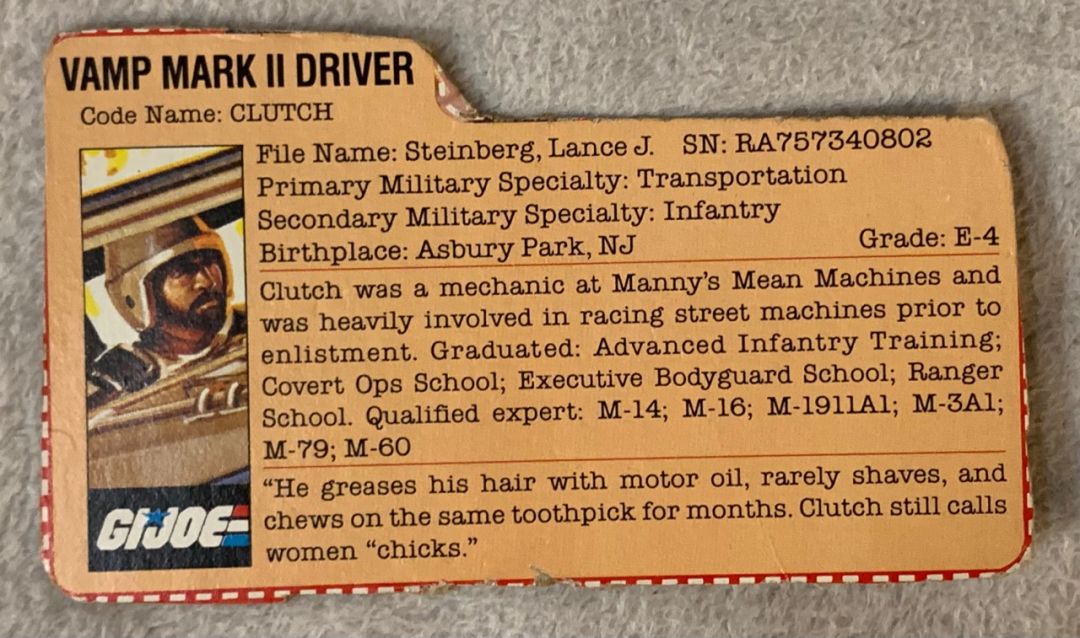 VAMP MARK II DRIVER
Code Name: CLUTCH
File Name: Steinberg, Lance J. SN: RA757340802
Primary Military Specialty: Transportation
Secondary Military Specialty: Infantry
Birthplace: Asbury Park, NJ Grade: E-4
Clutch was a mechanic at Manny's Mean Machines and
was heavily involved in racing street machines prior to
enlistment. Graduated: Advanced Infantry Training;
Covert Ops School; Executive Bodyguard School; Ranger
School. Qualified expert: M-14; M-16; M-1911A1; M-3A1;
M-79; M-60
"He greases his hair with motor oil, rarely shaves, and
chews on the same toothpick for months. Clutch still calls
women "chicks."
GIJOE